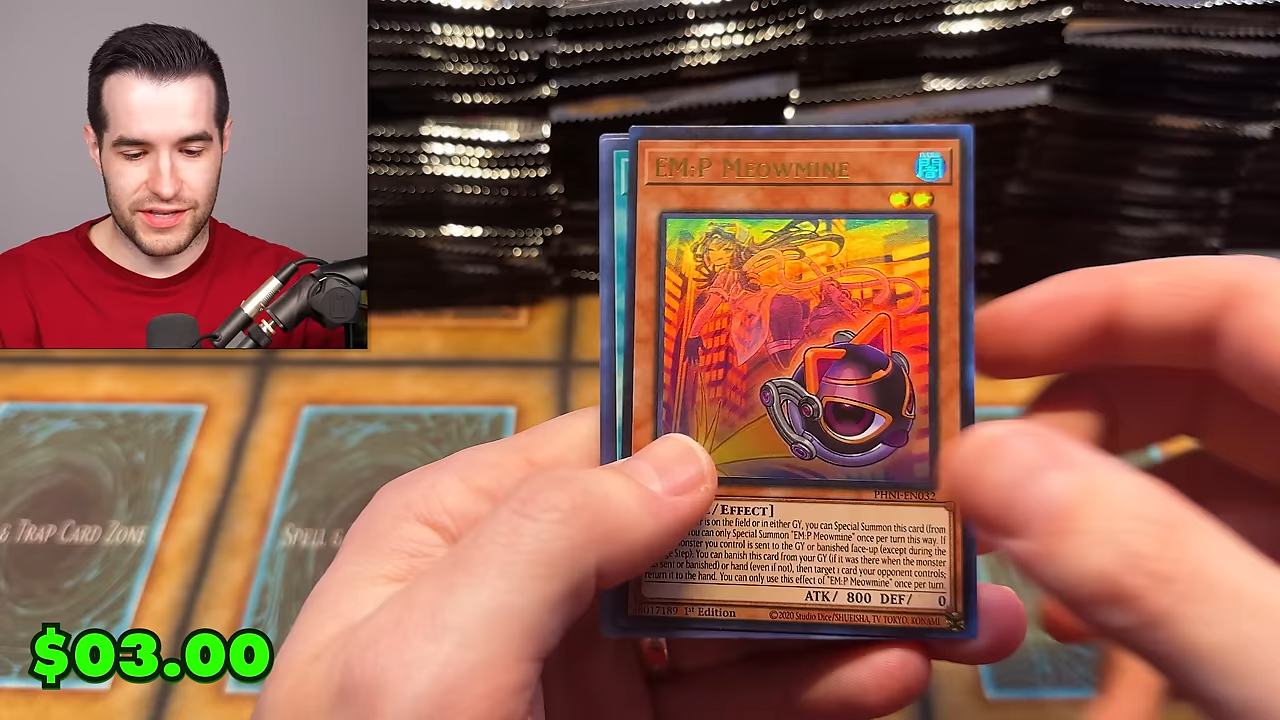 EM:P MEOWMINE
闇
PHNI-EN032
/EFFECT]
is on the field or in either GY, you can Special Summon this card (from
ou can only Special Summon "EM:P Meowmine" once per turn this way. If
onster you control is sent to the GY or banished face-up (except during the
ge Step): You can banish this card from your GY (if it was there when the monster
sent or banished) or hand (even if not), then target 1 card your opponent controls;
return it to the hand. You can only use this effect of "EM:P Meowmine" once per turn.
ATK/ 800 DEF/ 0
8017189 1st Edition
©2020 Studio Dice/SHUEISHA, TV TOKYO, KONAMI
& TRAP CARD ZONE
SPELL &
$03.00